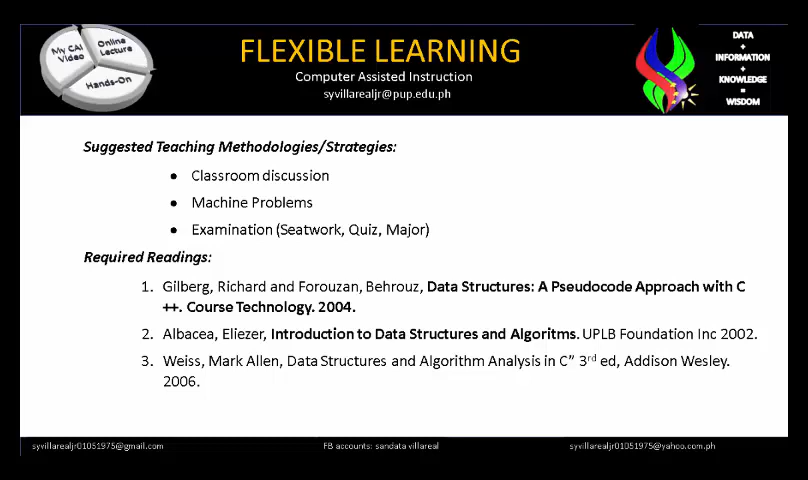 My CAI
Video
Online
Lecture
Hands-On
FLEXIBLE LEARNING
Computer Assisted Instruction
syvillarealjr@pup.edu.ph
DATA
+
INFORMATION
+
KNOWLEDGE
=
WISDOM
Suggested Teaching Methodologies/Strategies:
• Classroom discussion
• Machine Problems
• Examination (Seatwork, Quiz, Major)
Required Readings:
1. Gilberg, Richard and Forouzan, Behrouz, Data Structures: A Pseudocode Approach with C
++. Course Technology. 2004.
2. Albacea, Eliezer, Introduction to Data Structures and Algoritms. UPLB Foundation Inc 2002.
3. Weiss, Mark Allen, Data Structures and Algorithm Analysis in C” 3rd ed, Addison Wesley.
2006.
syvillarealjr01051975@gmail.com
FB accounts: sandata villareal
syvillarealjr01051975@yahoo.com.ph